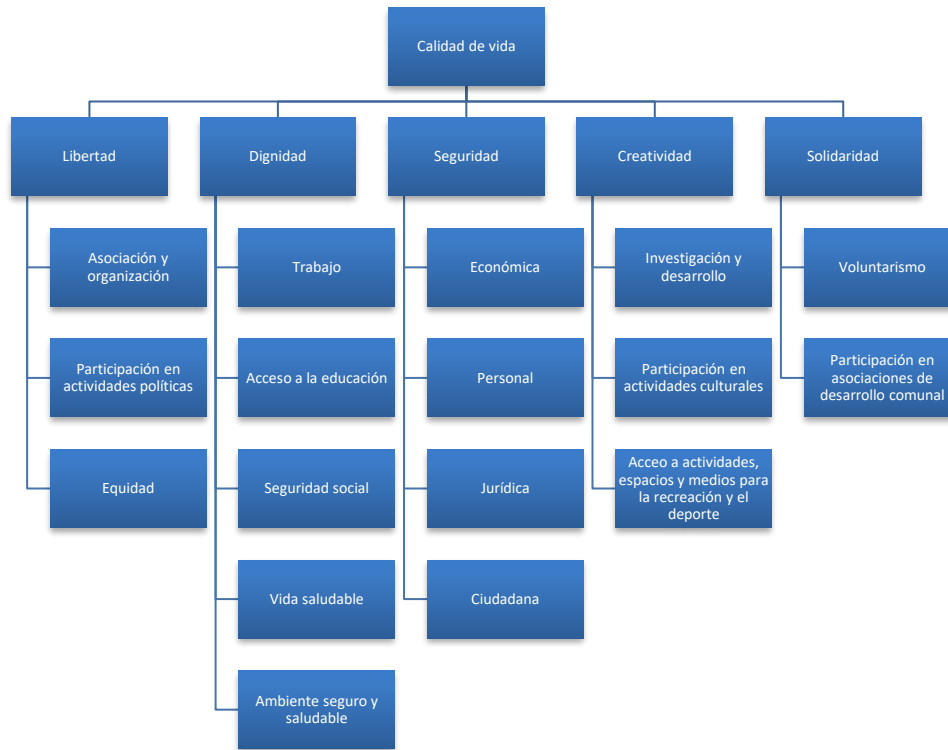 Calidad de vida
Libertad
Dignidad
Seguridad
Creatividad
Solidaridad
Asociación y
organización
Trabajo
Económica
Investigación y
desarrollo
Voluntarismo
Participación en
actividades políticas
Acceso a la educación
Personal
Participación en
actividades culturales
Participación en
asociaciones de
desarrollo comunal
Equidad
Seguridad social
Jurídica
Acceo a actividades,
espacios y medios para
la recreación y el
deporte
Vida saludable
Ciudadana
Ambiente seguro y
saludable